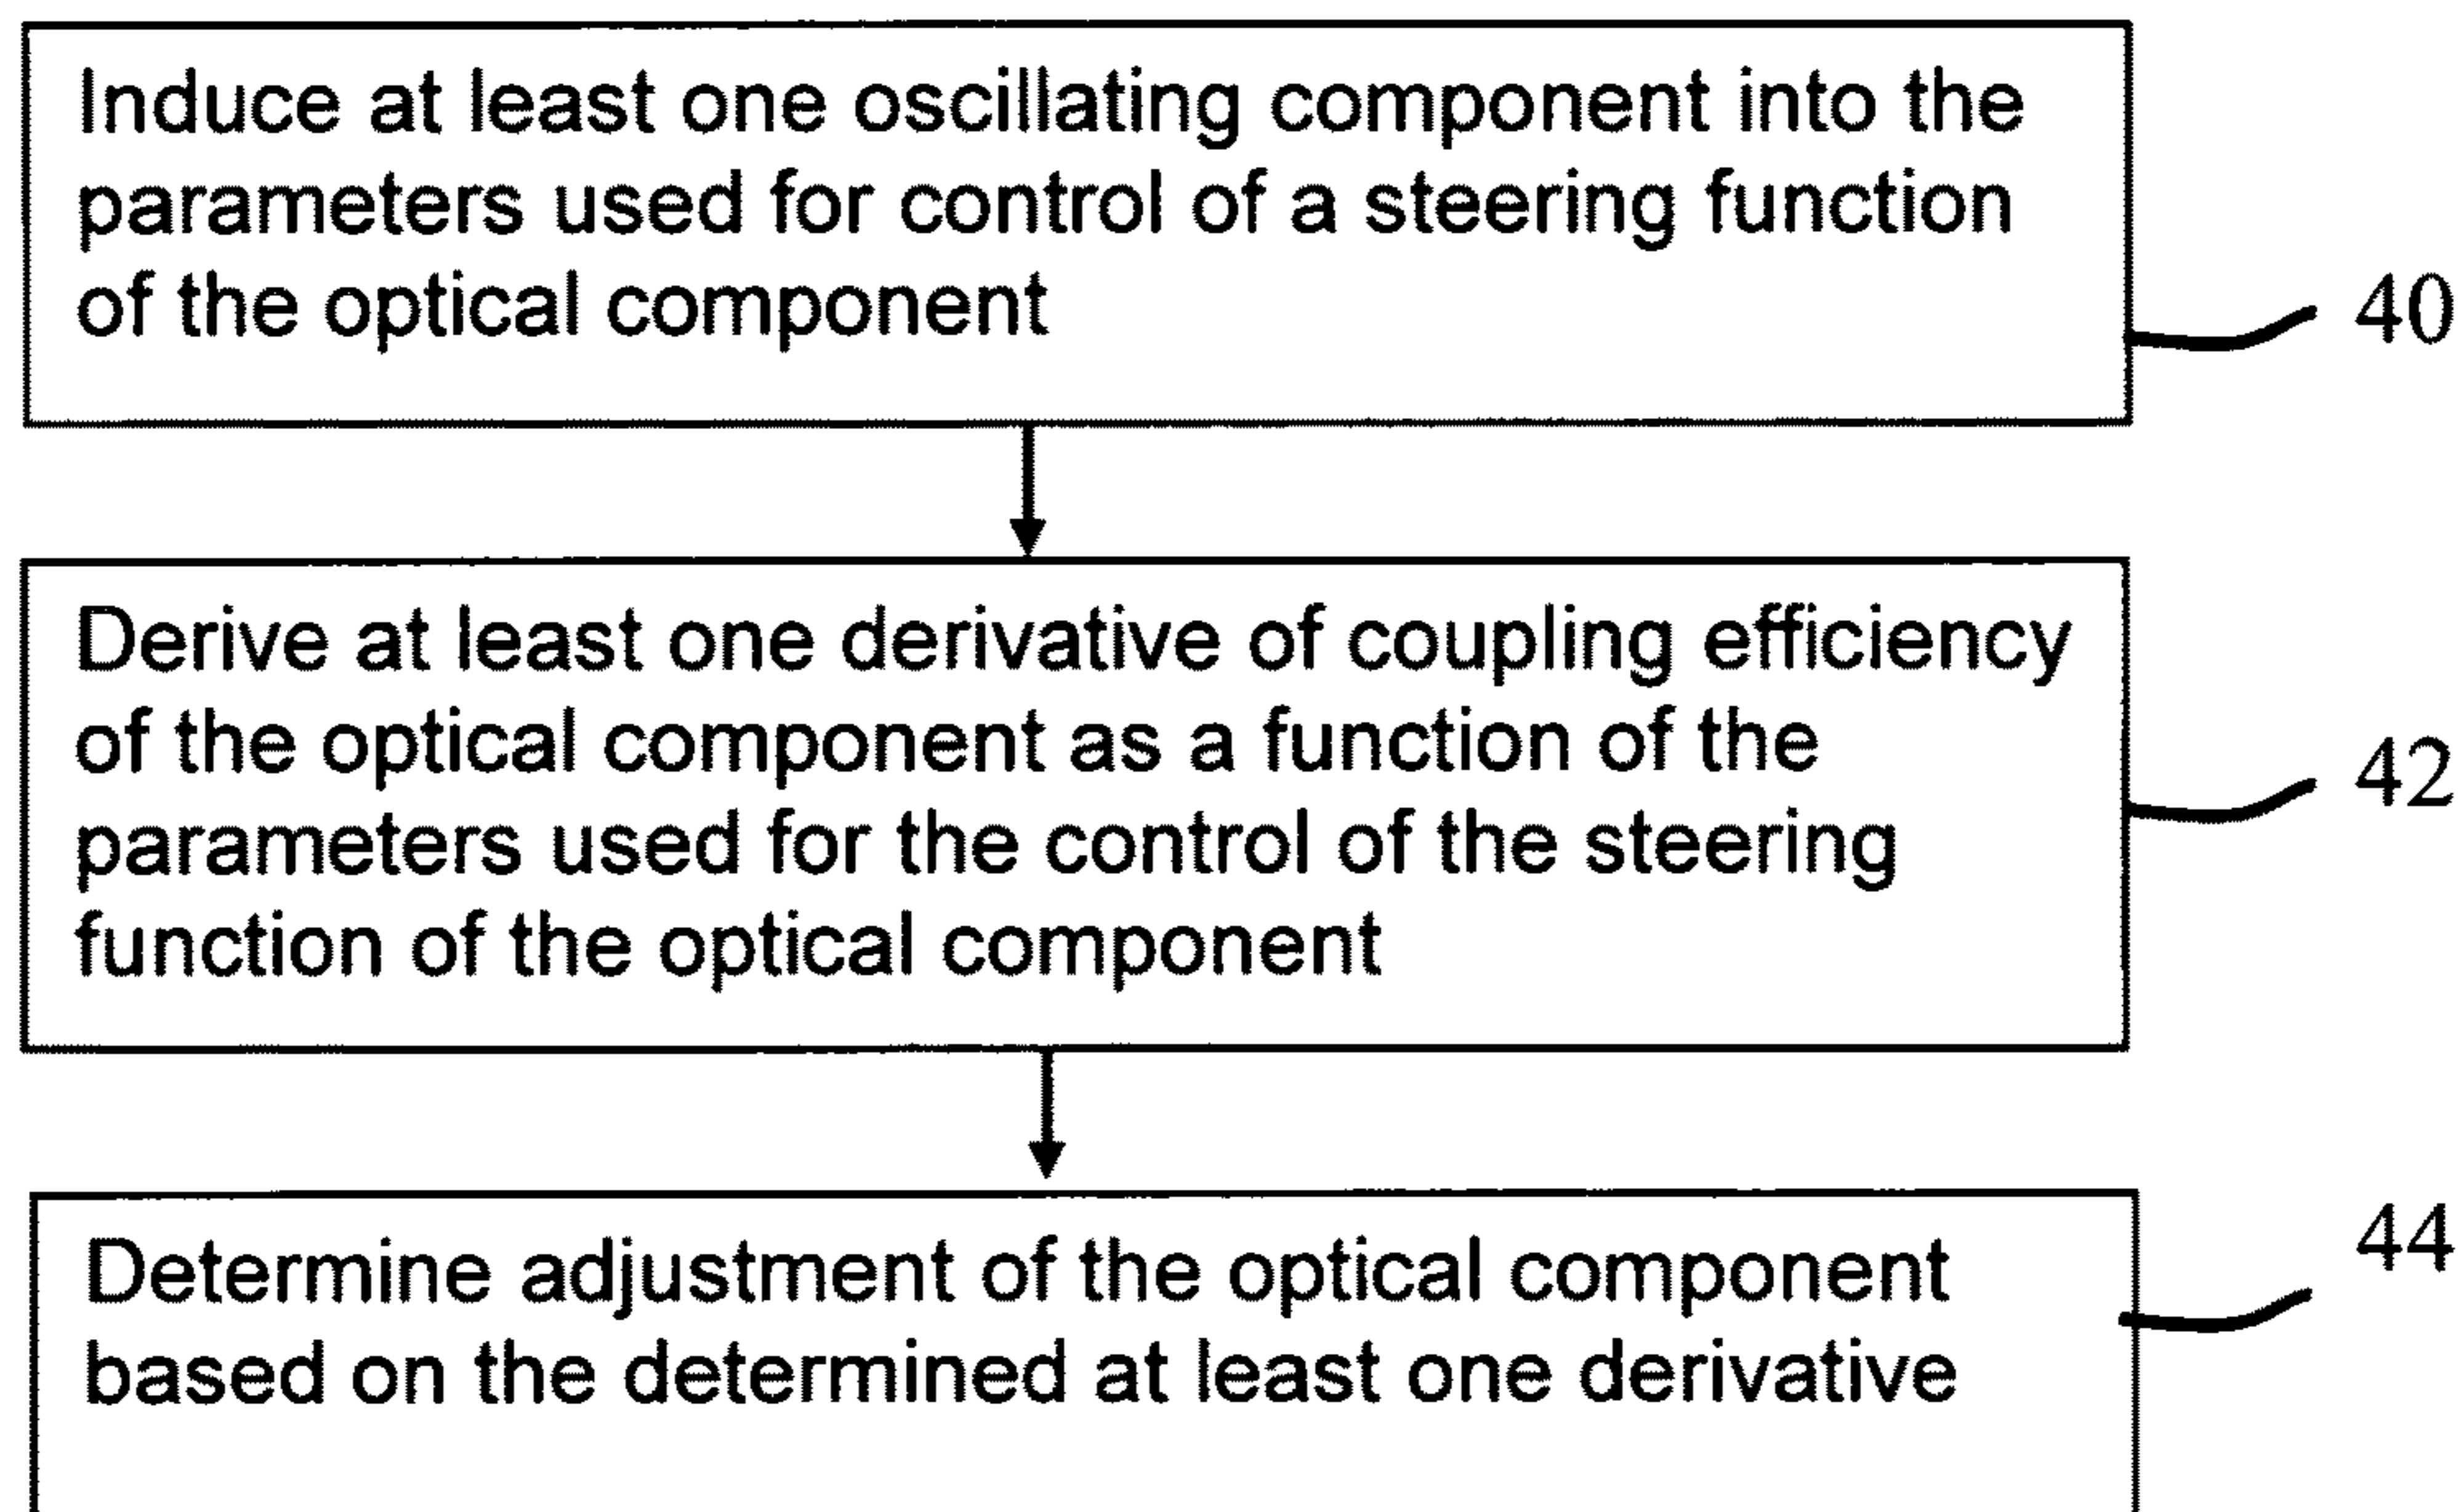 Induce at least one oscillating component into the
parameters used for control of a steering function
of the optical component
40
Derive at least one derivative of coupling efficiency
of the optical component as a function of the
parameters used for the control of the steering
function of the optical component
42
Determine adjustment of the optical component
based on the determined at least one derivative
44